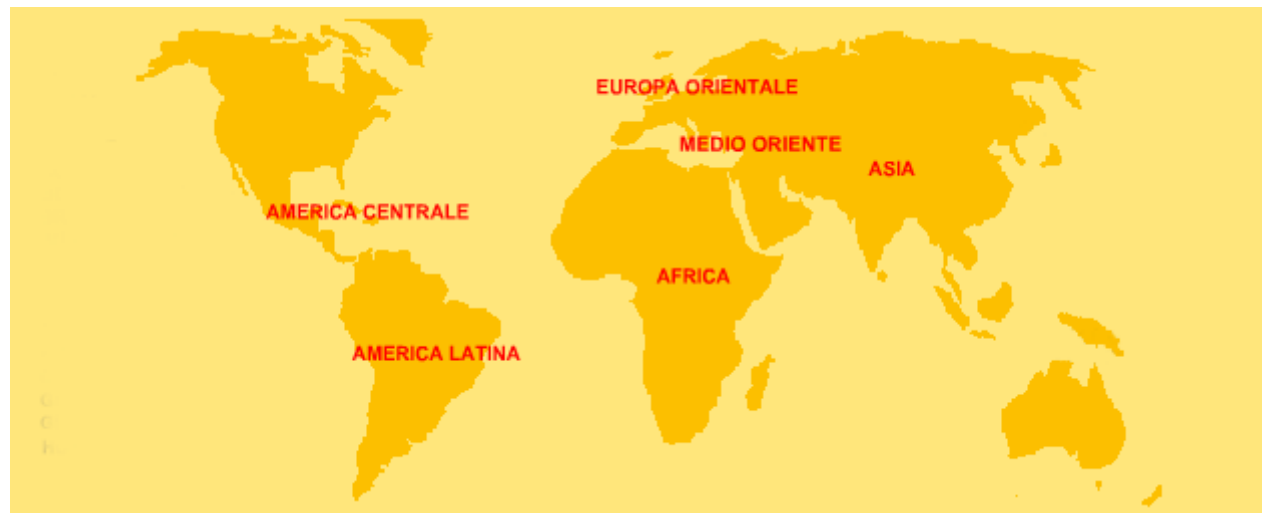 EUROPA ORIENTALE
MEDIO ORIENTE
ASIA
AMERICA CENTRALE
AFRICA
AMERICA LATINA